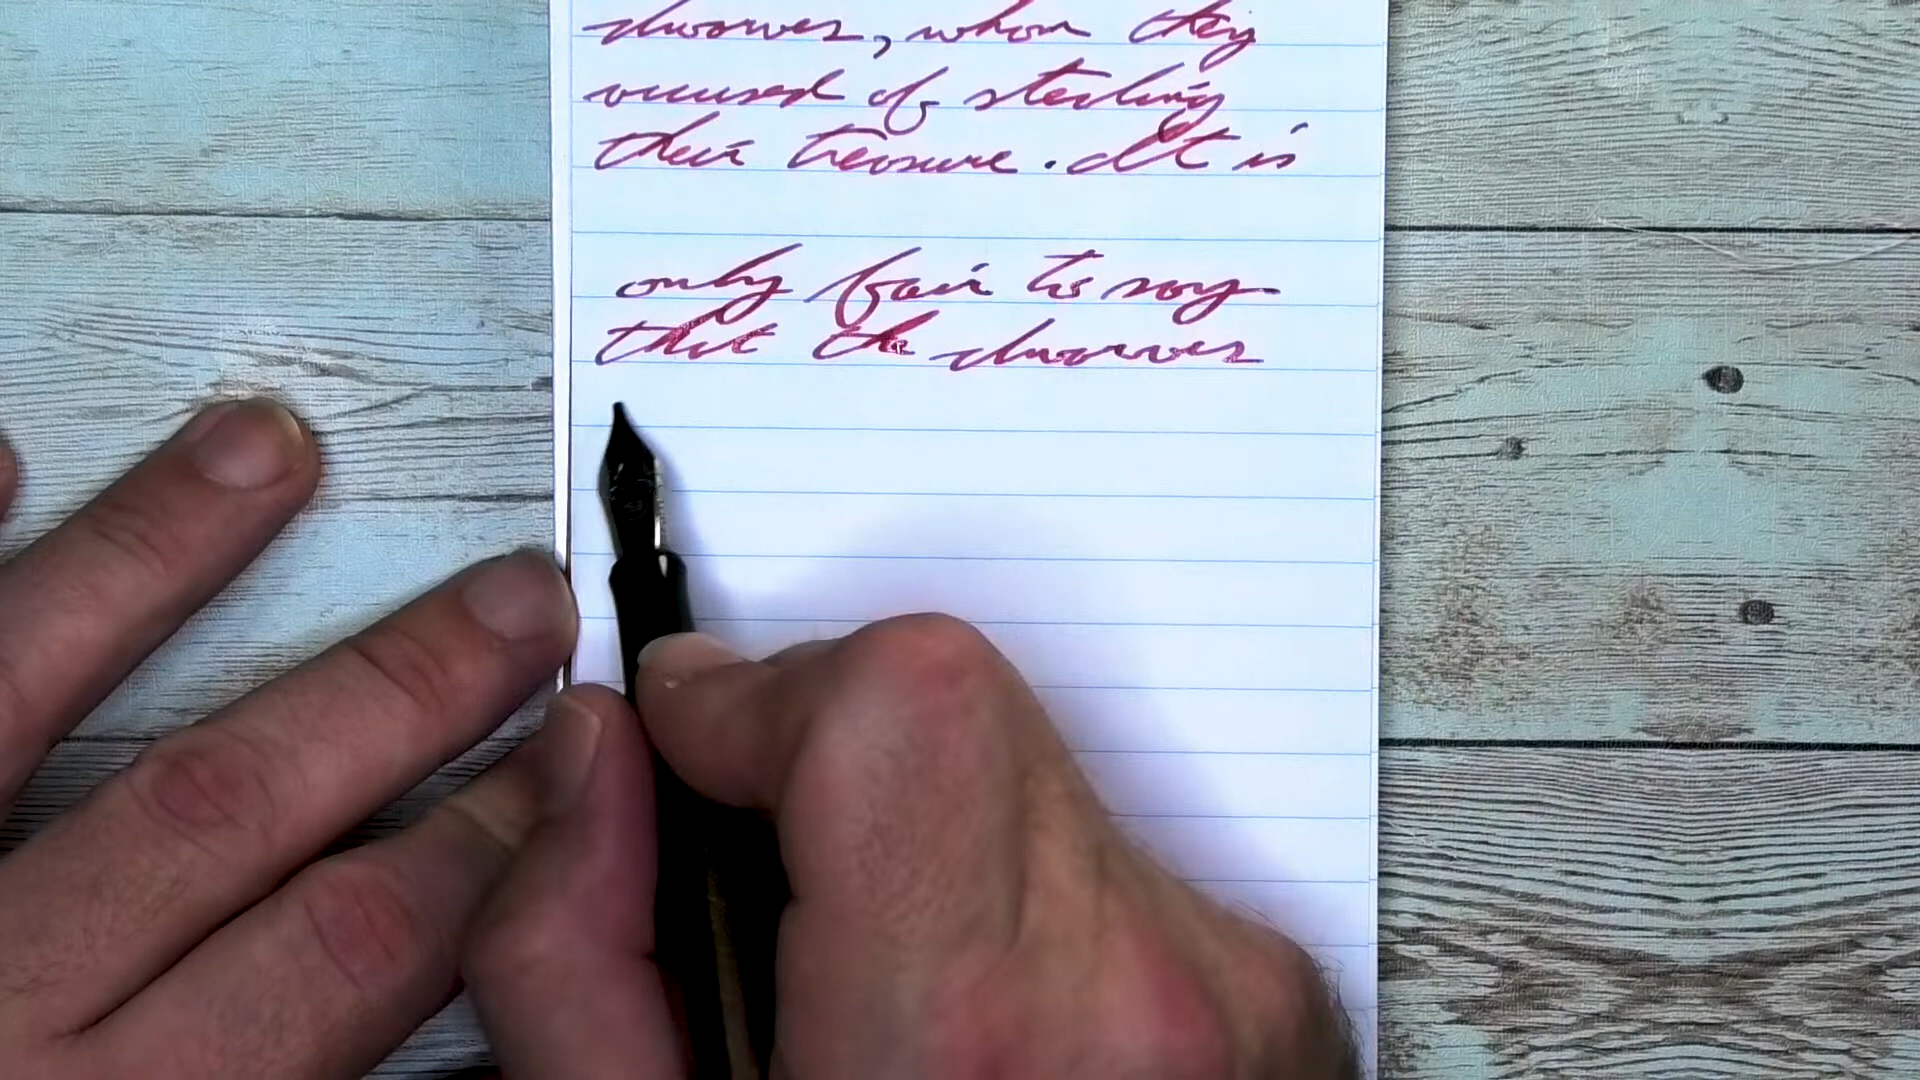 dwarves, whom they
accused of stealing
their treasure. It is
only fair to say
that the dwarves